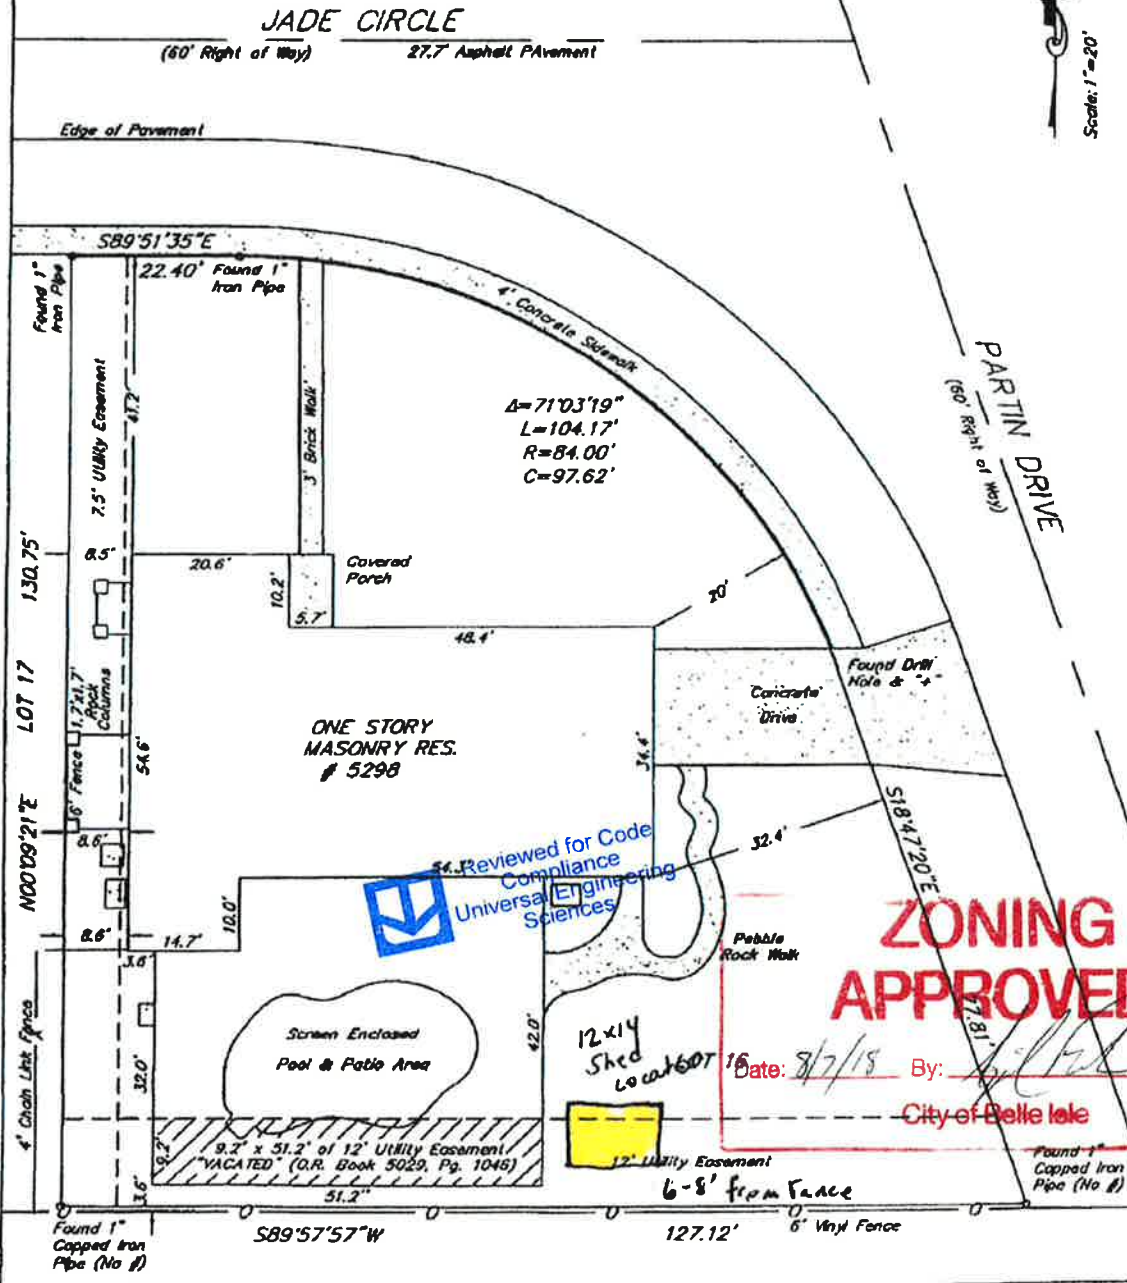 JADE CIRCLE
(60' Right of Way)
27.7' Asphalt PAvement
Scale: 1"=20'
Edge of Pavement
S89°51'35"E
22.40'
Found 1"
Iron Pipe
Found 1"
Iron Pipe
4' Concrete Sidewalk
7.5' Utility Easement
3' Brick Walk
Δ=71°03'19"
L=104.17'
R=84.00'
C=97.62'
PARTIN DRIVE
(60' Right of Way)
130.75'
8.5'
20.6'
10.2'
5.7'
Covered
Porch
48.4'
20'
LOT 17
1.7'x1.7'
Rock
Columns
Concrete
Drive
Found Drill
Hole & "x"
ONE STORY
MASONRY RES.
# 5298
54.6'
34.4'
6' Fence
N00°09'21"E
8.6'
S18°47'20"E
32.4'
54.3'
Reviewed for Code
Compliance
Universal Engineering
Sciences
10.0'
8.6'
14.7'
3.6'
Pebble
Rock Walk
ZONING
APPROVED
77.81'
4' Chain Link Fence
Screen Enclosed
Pool & Patio Area
42.0'
32.0'
12x14
Shed
Location
LOT 16
Date: 8/7/18 By:
City of Belle Isle
9.2'
9.2' x 51.2' of 12' Utility Easement
"VACATED" (O.R. Book 5029, Pg. 1046)
12' Utility Easement
6-8' from Fance
3.6'
51.2'
Found 1"
Capped Iron
Pipe (No #)
Found 1"
Capped Iron
Pipe (No #)
S89°57'57"W
127.12'
6' Vinyl Fence